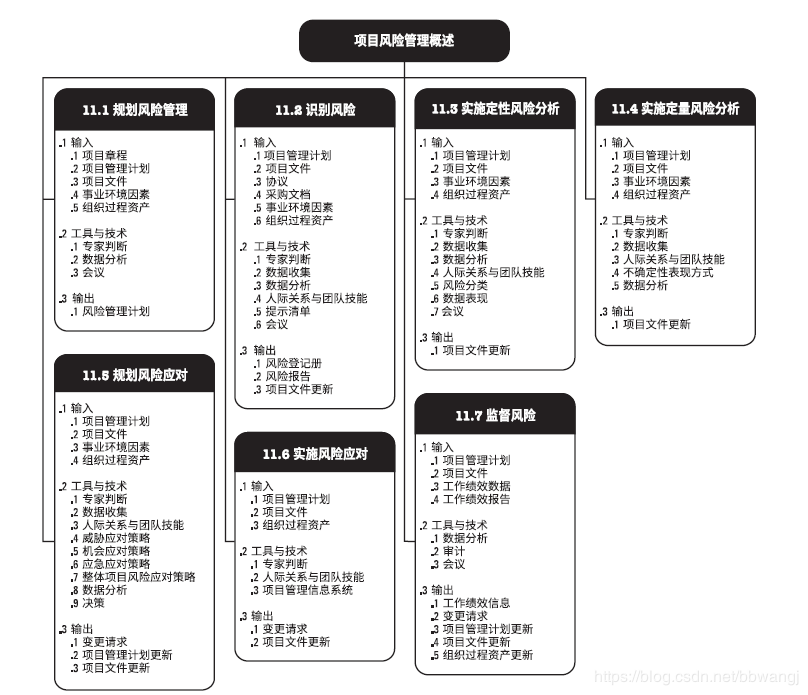 项目风险管理概述
11.1 规划风险管理
.1 输入
.1 项目章程
.2 项目管理计划
.3 项目文件
.4 事业环境因素
.5 组织过程资产
.2 工具与技术
.1 专家判断
.2 数据分析
.3 会议
.3 输出
.1 风险管理计划
11.2 识别风险
.1 输入
.1 项目管理计划
.2 项目文件
.3 协议
.4 采购文档
.5 事业环境因素
.6 组织过程资产
.2 工具与技术
.1 专家判断
.2 数据收集
.3 数据分析
.4 人际关系与团队技能
.5 提示清单
.6 会议
.3 输出
.1 风险登记册
.2 风险报告
.3 项目文件更新
11.3 实施定性风险分析
.1 输入
.1 项目管理计划
.2 项目文件
.3 事业环境因素
.4 组织过程资产
.2 工具与技术
.1 专家判断
.2 数据收集
.3 数据分析
.4 人际关系与团队技能
.5 风险分类
.6 数据表现
.7 会议
.3 输出
.1 项目文件更新
11.4 实施定量风险分析
.1 输入
.1 项目管理计划
.2 项目文件
.3 事业环境因素
.4 组织过程资产
.2 工具与技术
.1 专家判断
.2 数据收集
.3 人际关系与团队技能
.4 不确定性表现方式
.5 数据分析
.3 输出
.1 项目文件更新
11.5 规划风险应对
.1 输入
.1 项目管理计划
.2 项目文件
.3 事业环境因素
.4 组织过程资产
.2 工具与技术
.1 专家判断
.2 数据收集
.3 人际关系与团队技能
.4 威胁应对策略
.5 机会应对策略
.6 应急应对策略
.7 整体项目风险应对策略
.8 数据分析
.9 决策
.3 输出
.1 变更请求
.2 项目管理计划更新
.3 项目文件更新
11.6 实施风险应对
.1 输入
.1 项目管理计划
.2 项目文件
.3 组织过程资产
.2 工具与技术
.1 专家判断
.2 人际关系与团队技能
.3 项目管理信息系统
.3 输出
.1 变更请求
.2 项目文件更新
11.7 监督风险
.1 输入
.1 项目管理计划
.2 项目文件
.3 工作绩效数据
.4 工作绩效报告
.2 工具与技术
.1 数据分析
.2 审计
.3 会议
.3 输出
.1 工作绩效信息
.2 变更请求
.3 项目管理计划更新
.4 项目文件更新
.5 组织过程资产更新
https://blog.csdn.net/bbwangj